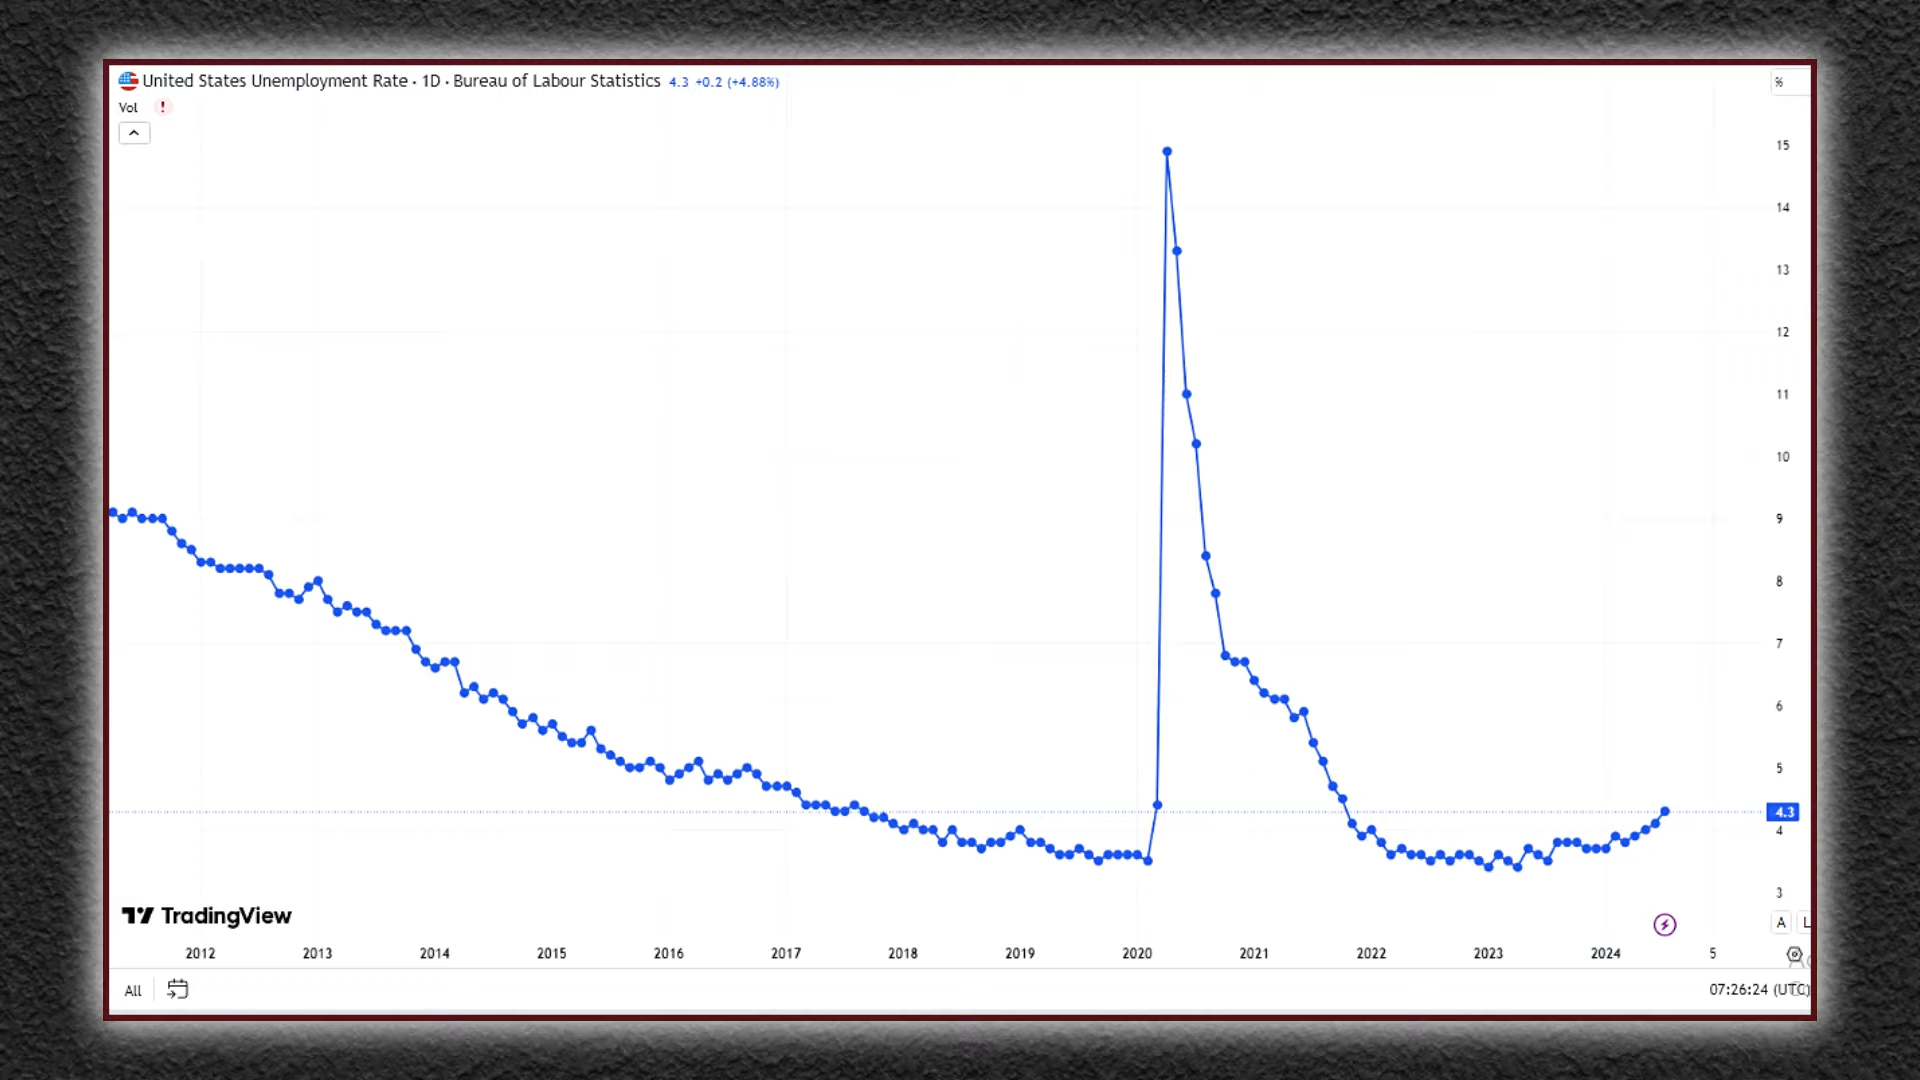 United States Unemployment Rate · 1D · Bureau of Labour Statistics 4.3 +0.2 (+4.88%)
%
Vol !
15
14
13
12
11
10
9
8
7
6
5
4.3
4
3
TradingView
A L
2012 2013 2014 2015 2016 2017 2018 2019 2020 2021 2022 2023 2024 5
All
07:26:24 (UTC)